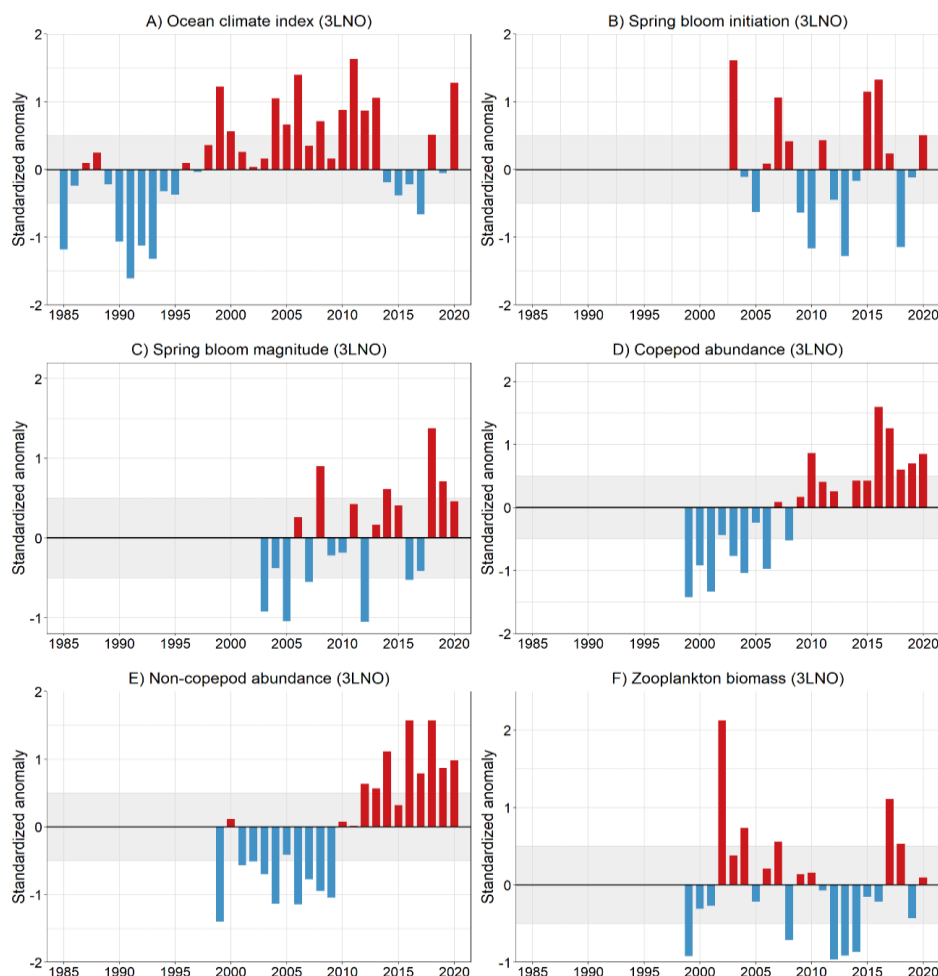 A) Ocean climate index (3LNO)
Standardized anomaly
2
1
0
-1
-2
1985 1990 1995 2000 2005 2010 2015 2020
B) Spring bloom initiation (3LNO)
Standardized anomaly
2
1
0
-1
-2
1985 1990 1995 2000 2005 2010 2015 2020
C) Spring bloom magnitude (3LNO)
Standardized anomaly
2
1
0
-1
1985 1990 1995 2000 2005 2010 2015 2020
D) Copepod abundance (3LNO)
Standardized anomaly
2
1
0
-1
-2
1985 1990 1995 2000 2005 2010 2015 2020
E) Non-copepod abundance (3LNO)
Standardized anomaly
2
1
0
-1
-2
1985 1990 1995 2000 2005 2010 2015 2020
F) Zooplankton biomass (3LNO)
Standardized anomaly
2
1
0
-1
1985 1990 1995 2000 2005 2010 2015 2020